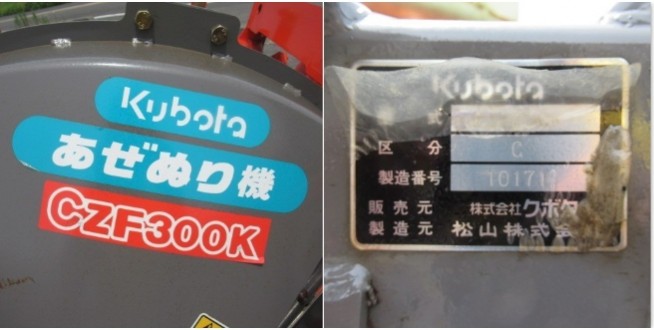 Kubota
あぜぬり機
CZF300K
Kubota
式
区分 C
製造番号
販売元 株式会社クボタ
製造元 松山株式会